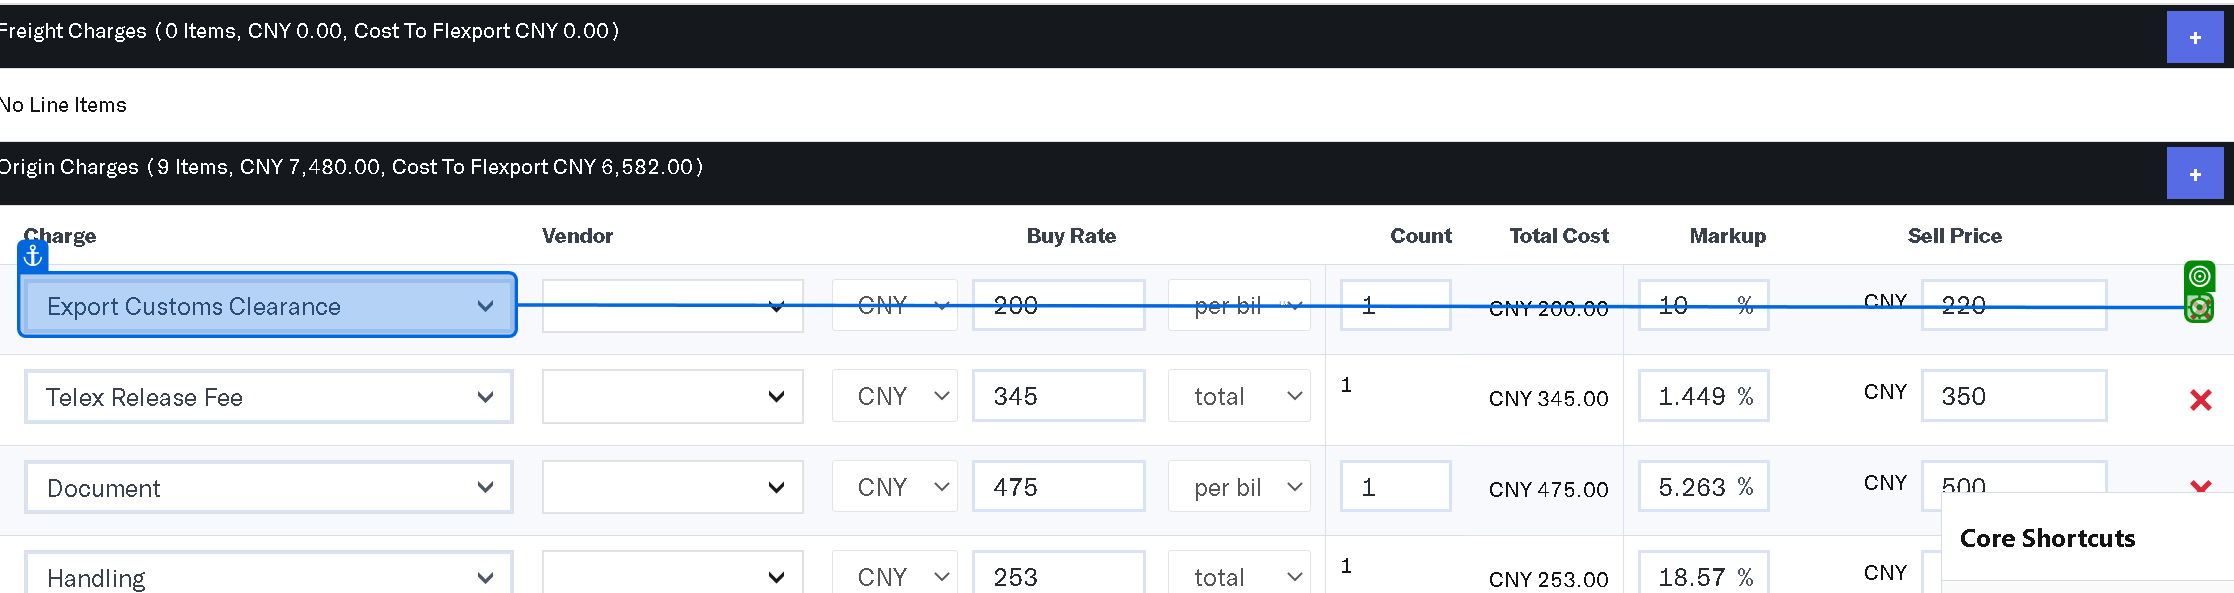 Freight Charges (0 Items, CNY 0.00, Cost To Flexport CNY 0.00)
+
No Line Items
Origin Charges (9 Items, CNY 7,480.00, Cost To Flexport CNY 6,582.00)
+
Charge Vendor Buy Rate Count Total Cost Markup Sell Price
Export Customs Clearance CNY 200 per bil 1 CNY 200.00 10 % CNY 220
Telex Release Fee CNY 345 total 1 CNY 345.00 1.449 % CNY 350
Document CNY 475 per bil 1 CNY 475.00 5.263 % CNY 500
Handling CNY 253 total 1 CNY 253.00 18.57 % CNY
Core Shortcuts